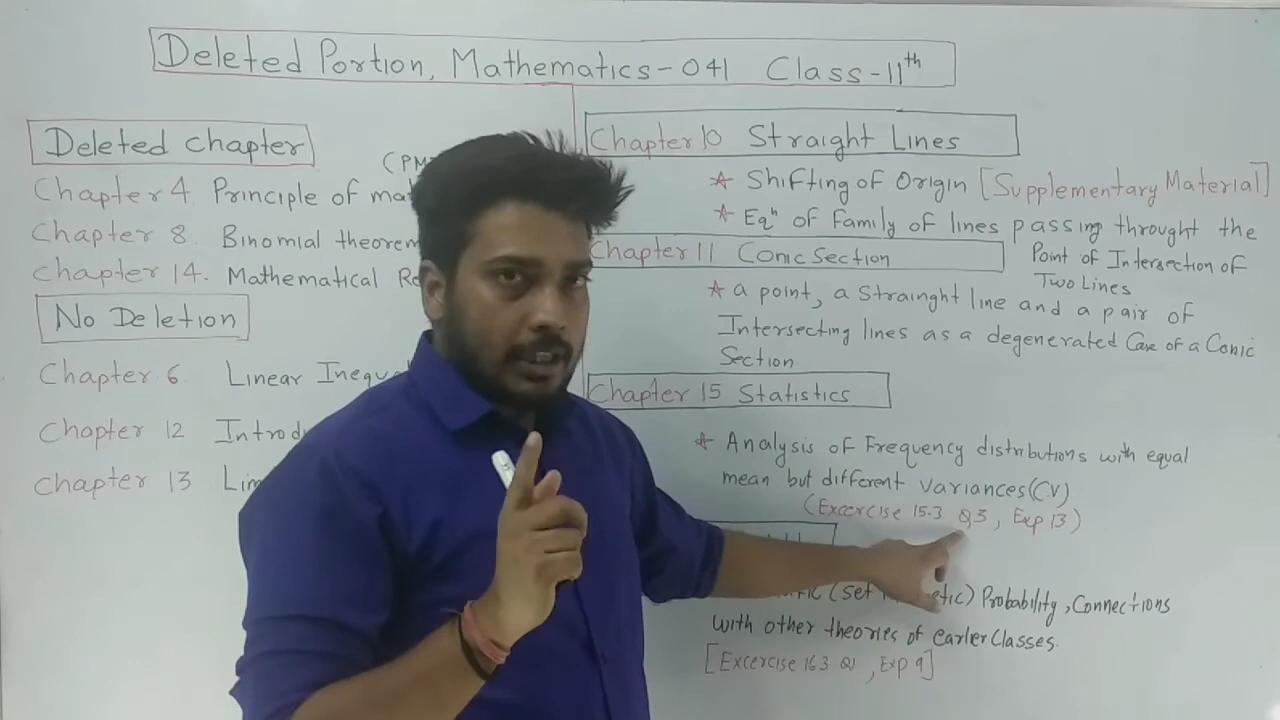 Deleted Portion, Mathematics-041 Class-11th
Deleted chapter
(PM
Chapter 4. Principle of ma
Chapter 8. Binomial theorem
Chapter 14. Mathematical Re
No Deletion
Chapter 6 Linear Inequal
Chapter 12 Introd
Chapter 13 Lim
Chapter 10 Straight Lines
☆ Shifting of Origin [Supplementary Material]
☆ Eqn of Family of lines passing throught the
Point of Intersection of
Two Lines
Chapter 11 Conic Section
☆ a point, a Strainght line and a pair of
Intersecting lines as a degenerated Case of a Conic
Section
Chapter 15 Statistics
☆ Analysis of Frequency distributions with equal
mean but different variances(CV)
(Excercise 15.3 Q3, Exp 13)
(Set Probability, Connections
with other theories of earlier Classes.
[Excercise 16.3 Q1, Exp 9]